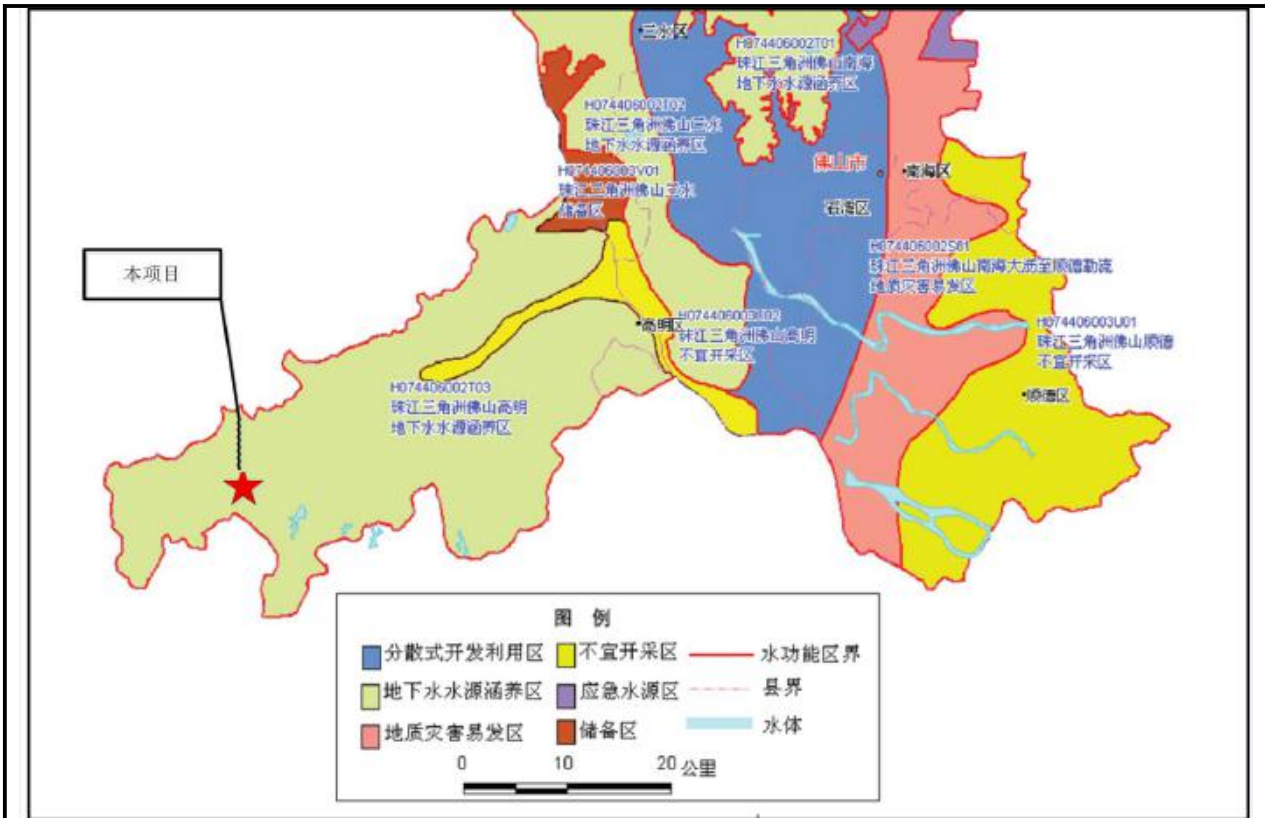 三水区
H074406002T01
珠江三角洲佛山南海
地下水水源涵养区
H074406002T02
珠江三角洲佛山三水
地下水水源涵养区
佛山市
南海区
H074406003V01
珠江三角洲佛山三水
储备区
石湾区
本项目
H074406002S01
珠江三角洲佛山南海大沥至顺德勒流
地质灾害易发区
高明区
珠江三角洲佛山高明
不宜开采区
H074406003U01
珠江三角洲佛山顺德
不宜开采区
H074406002T03
珠江三角洲佛山高明
地下水水源涵养区
顺德区
图 例
分散式开发利用区
不宜开采区
水功能区界
地下水水源涵养区
应急水源区
县界
地质灾害易发区
储备区
水体
0 10 20 公里